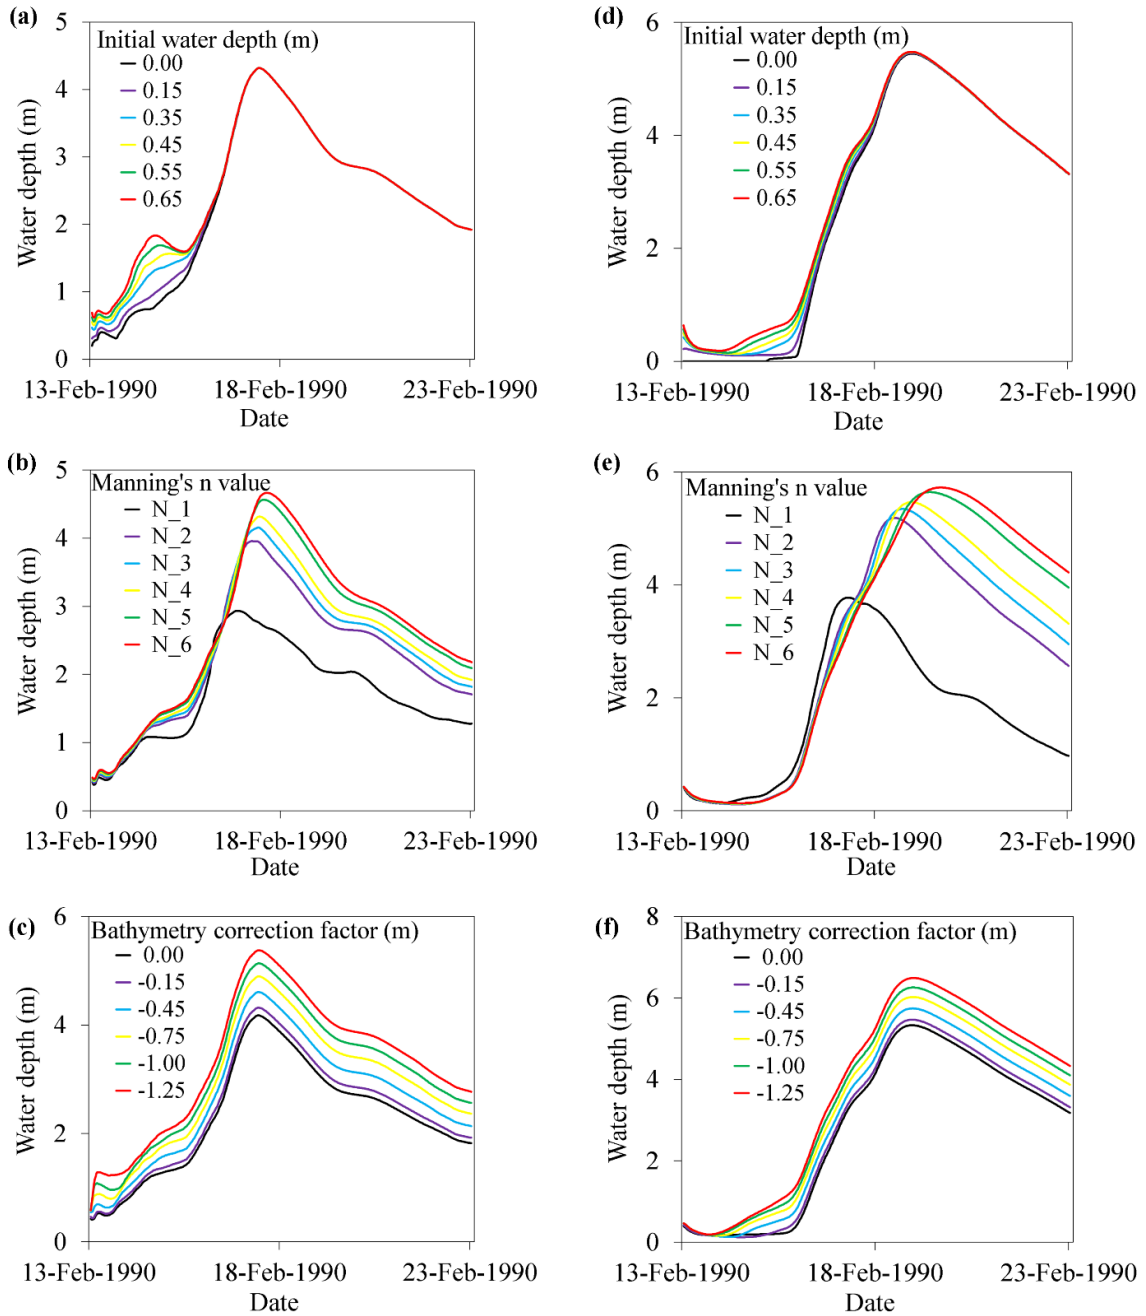 (a)
5
4
3
2
1
0
Water depth (m)
Initial water depth (m)
0.00
0.15
0.35
0.45
0.55
0.65
13-Feb-1990 18-Feb-1990 23-Feb-1990
Date
(d)
6
4
2
0
Water depth (m)
Initial water depth (m)
0.00
0.15
0.35
0.45
0.55
0.65
13-Feb-1990 18-Feb-1990 23-Feb-1990
Date
(b)
5
4
3
2
1
0
Water depth (m)
Manning's n value
N_1
N_2
N_3
N_4
N_5
N_6
13-Feb-1990 18-Feb-1990 23-Feb-1990
Date
(e)
6
4
2
0
Water depth (m)
Manning's n value
N_1
N_2
N_3
N_4
N_5
N_6
13-Feb-1990 18-Feb-1990 23-Feb-1990
Date
(c)
6
4
2
0
Water depth (m)
Bathymetry correction factor (m)
0.00
-0.15
-0.45
-0.75
-1.00
-1.25
13-Feb-1990 18-Feb-1990 23-Feb-1990
Date
(f)
8
6
4
2
0
Water depth (m)
Bathymetry correction factor (m)
0.00
-0.15
-0.45
-0.75
-1.00
-1.25
13-Feb-1990 18-Feb-1990 23-Feb-1990
Date